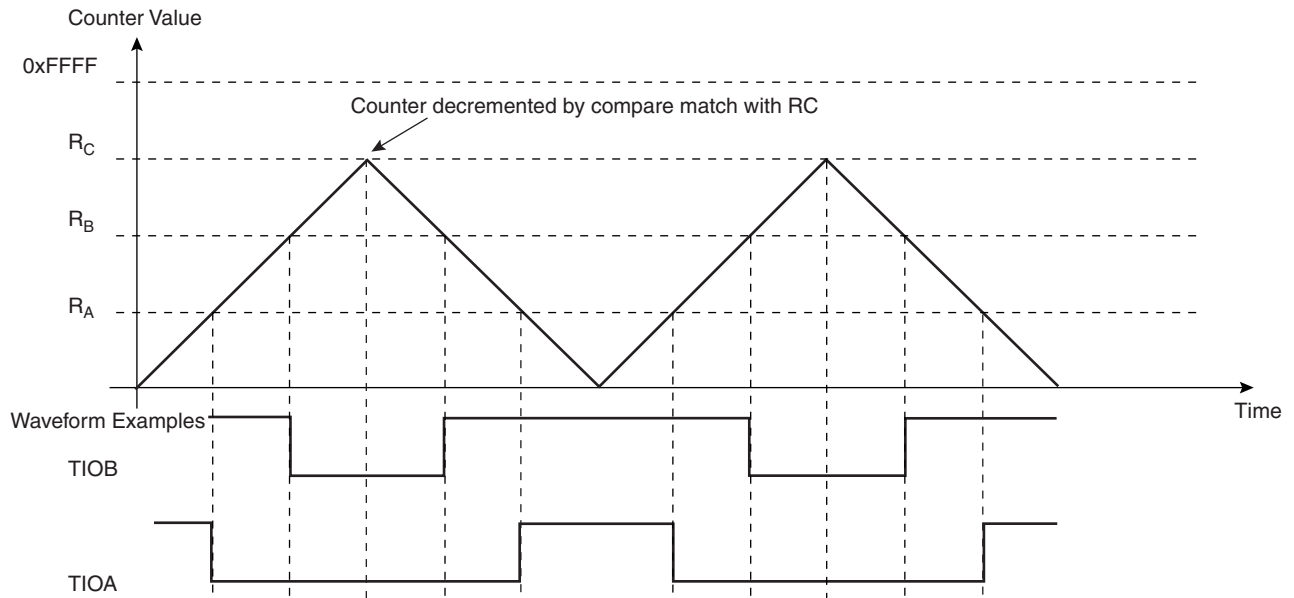 Counter Value
0xFFFF
Counter decremented by compare match with RC
RC
RB
RA
Time
Waveform Examples
TIOB
TIOA